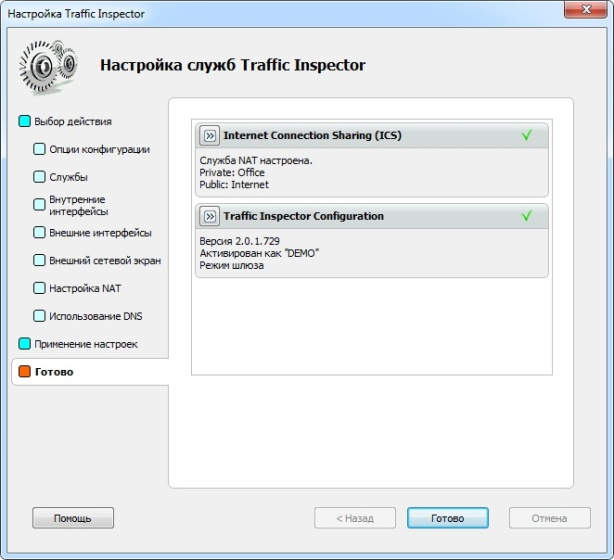 Настройка Traffic Inspector
Настройка служб Traffic Inspector
Выбор действия
Опции конфигурации
Службы
Внутренние
интерфейсы
Внешние интерфейсы
Внешний сетевой экран
Настройка NAT
Использование DNS
Применение настроек
Готово
Internet Connection Sharing (ICS)
Служба NAT настроена.
Private: Office
Public: Internet
Traffic Inspector Configuration
Версия 2.0.1.729
Активирован как "DEMO"
Режим шлюза
Помощь
< Назад
Готово
Отмена